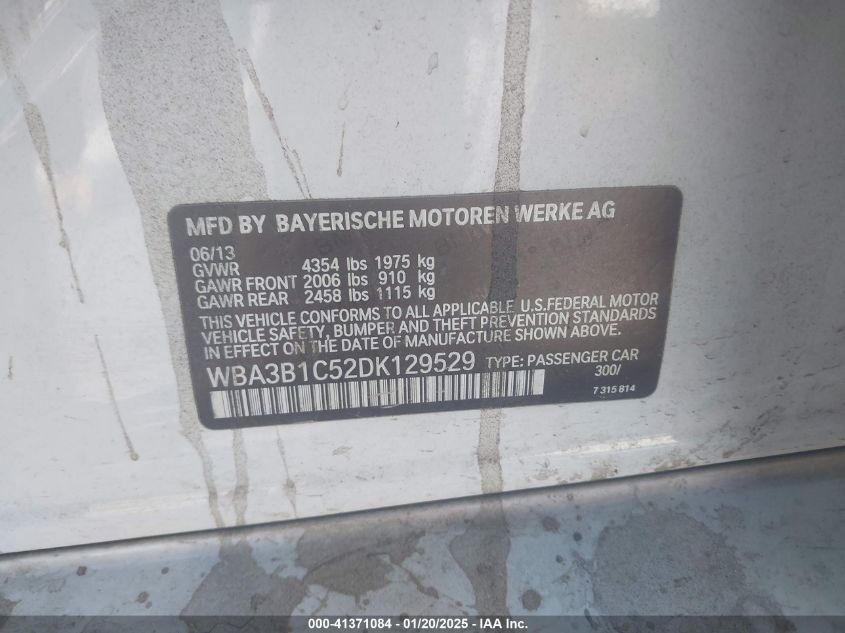 MFD BY BAYERISCHE MOTOREN WERKE AG
06/13
GVWR 4354 lbs 1975 kg
GAWR FRONT 2006 lbs 910 kg
GAWR REAR 2458 lbs 1115 kg
THIS VEHICLE CONFORMS TO ALL APPLICABLE U.S.FEDERAL MOTOR
VEHICLE SAFETY, BUMPER AND THEFT PREVENTION STANDARDS
IN EFFECT ON THE DATE OF MANUFACTURE SHOWN ABOVE.
WBA3B1C52DK129529 TYPE: PASSENGER CAR
300/
7 315 814
000-41371084 - 01/20/2025 - IAA Inc.